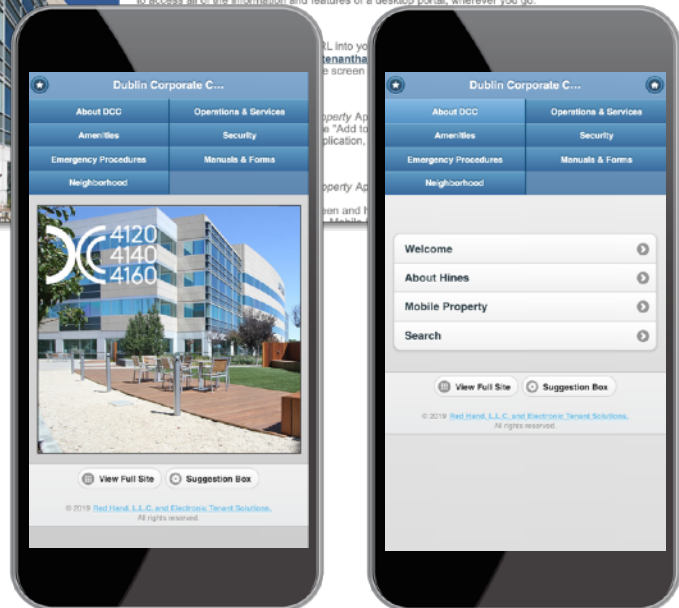 to access all of the information and features of a desktop portal, wherever you go.
RL into yo
tenantha
e screen
operty Ap
e "Add to
plication,
operty Ap
een and h
Dublin Corporate C...
About DCC
Operations & Services
Amenities
Security
Emergency Procedures
Manuals & Forms
Neighborhood
4120
4140
4160
View Full Site
Suggestion Box
© 2019 Red Hand, L.L.C. and Electronic Tenant Solutions.
All rights reserved.
Dublin Corporate C...
About DCC
Operations & Services
Amenities
Security
Emergency Procedures
Manuals & Forms
Neighborhood
Welcome
About Hines
Mobile Property
Search
View Full Site
Suggestion Box
© 2019 Red Hand, L.L.C. and Electronic Tenant Solutions.
All rights reserved.